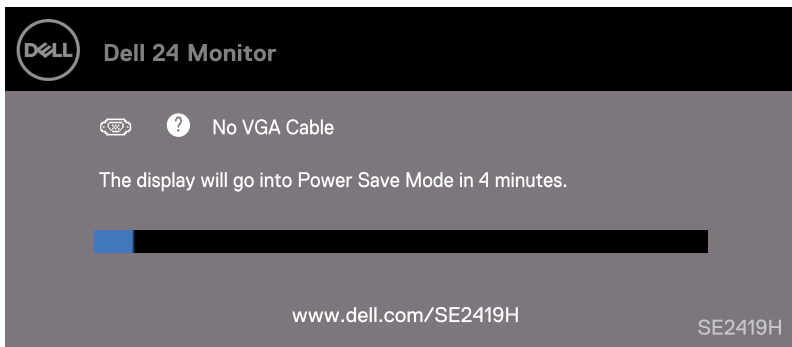 DELL
Dell 24 Monitor
? No VGA Cable
The display will go into Power Save Mode in 4 minutes.
www.dell.com/SE2419H
SE2419H